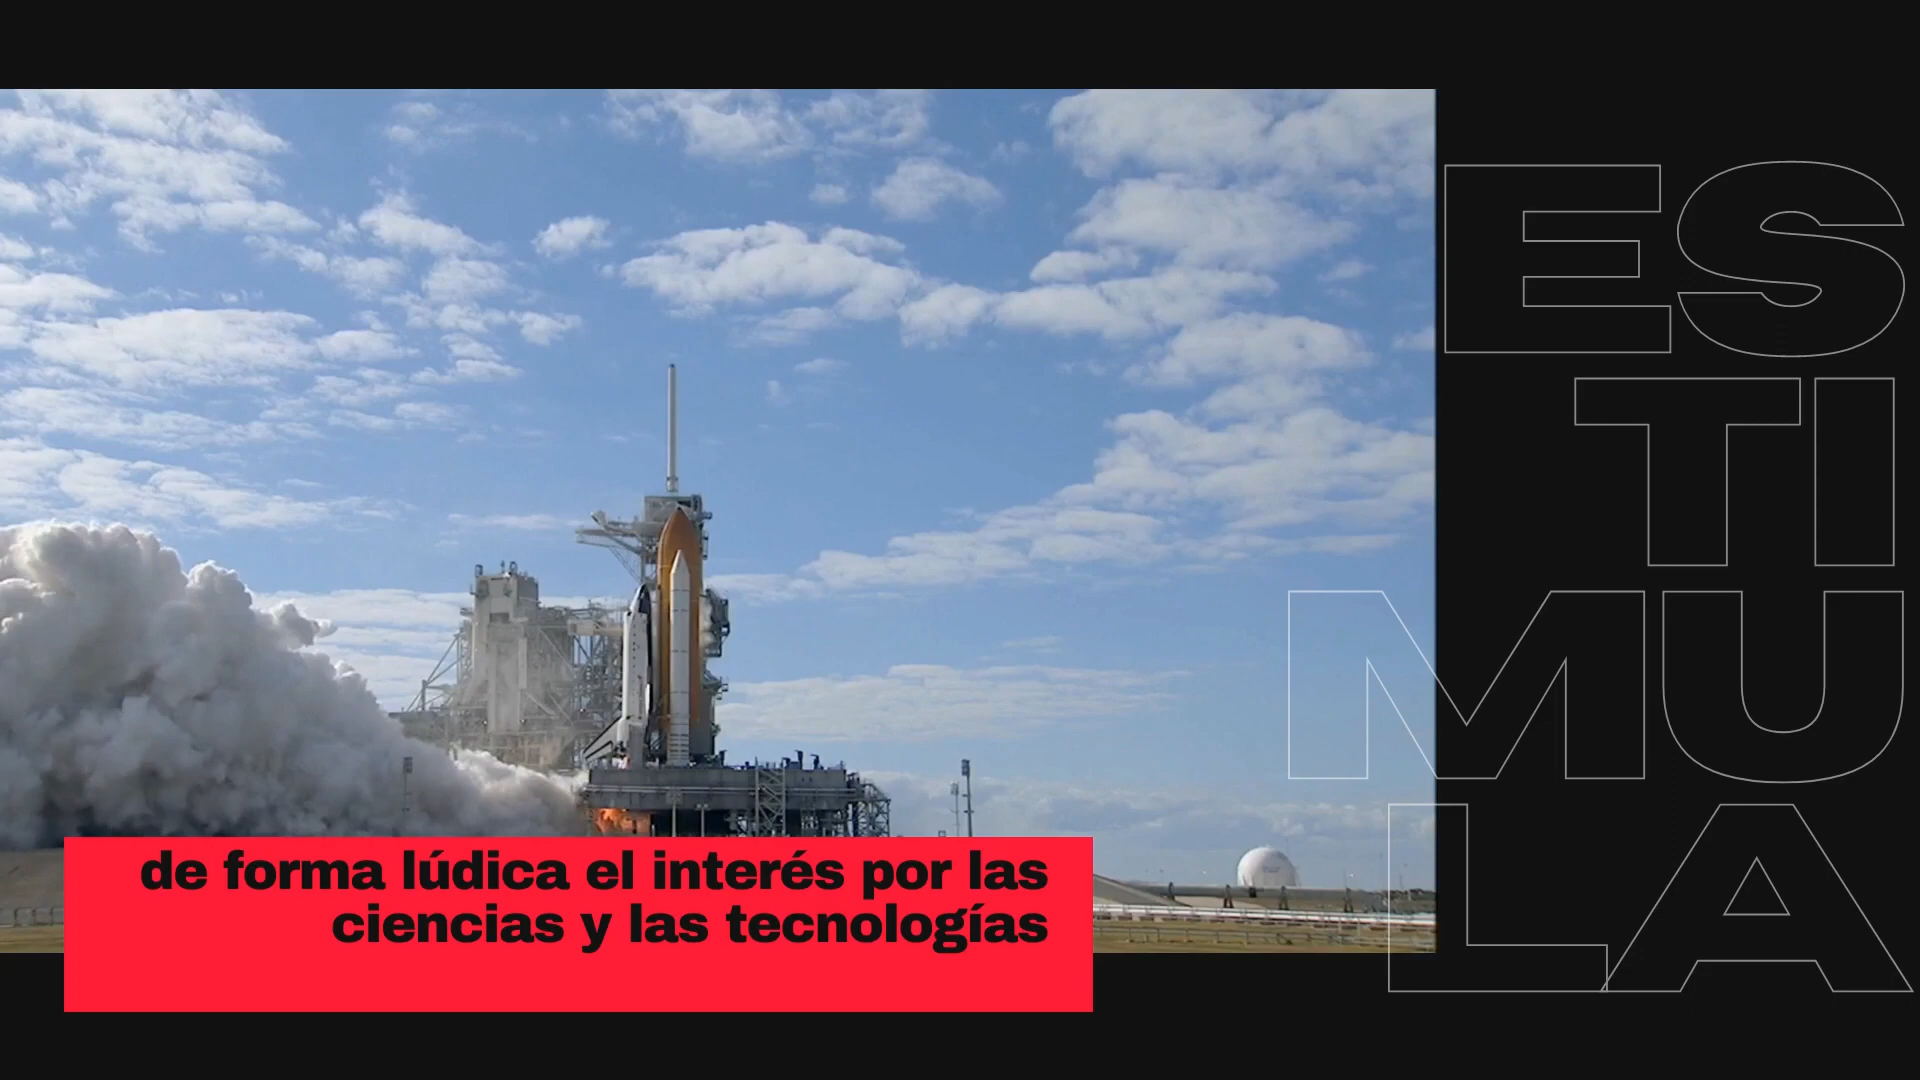 ES
TI
MU
LA
de forma lúdica el interés por las
ciencias y las tecnologías